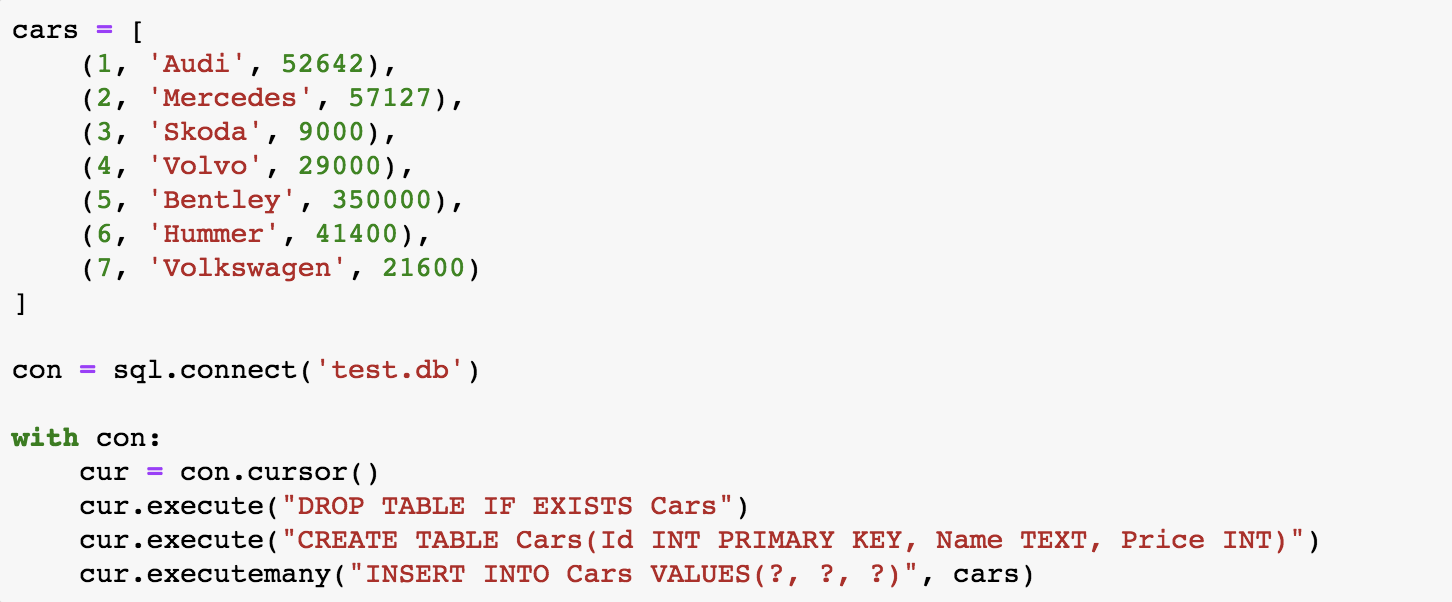 cars = [
    (1, 'Audi', 52642),
    (2, 'Mercedes', 57127),
    (3, 'Skoda', 9000),
    (4, 'Volvo', 29000),
    (5, 'Bentley', 350000),
    (6, 'Hummer', 41400),
    (7, 'Volkswagen', 21600)
]
con = sql.connect('test.db')
with con:
    cur = con.cursor()
    cur.execute("DROP TABLE IF EXISTS Cars")
    cur.execute("CREATE TABLE Cars(Id INT PRIMARY KEY, Name TEXT, Price INT)")
    cur.executemany("INSERT INTO Cars VALUES(?, ?, ?)", cars)